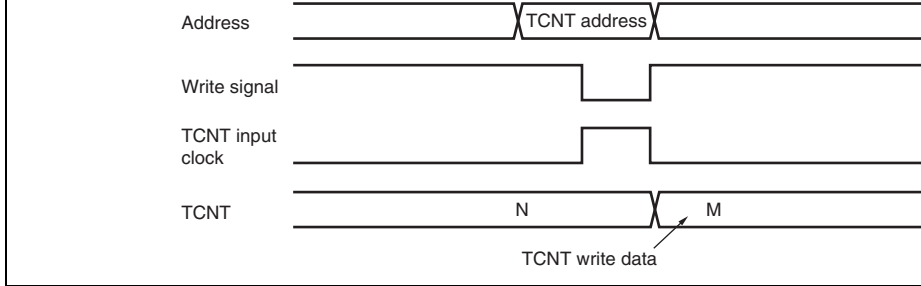 Address
TCNT address
Write signal
TCNT input
clock
TCNT
N
M
TCNT write data